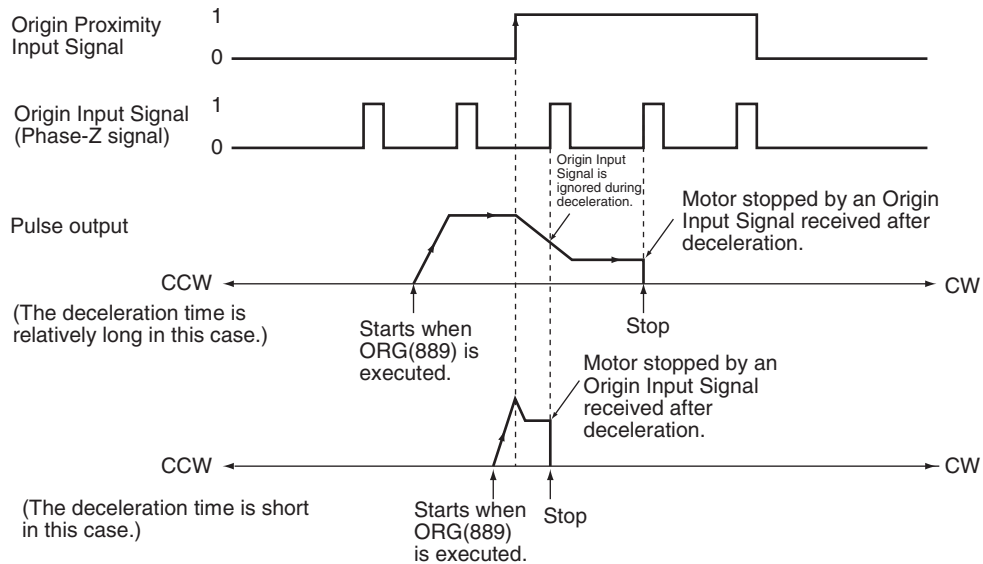 Origin Proximity
Input Signal
1
0
Origin Input Signal
(Phase-Z signal)
1
0
Origin Input
Signal is
ignored during
deceleration.
Pulse output
Motor stopped by an Origin
Input Signal received after
deceleration.
CCW
CW
(The deceleration time is
relatively long in this case.)
Starts when
ORG(889) is
executed.
Stop
Motor stopped by an
Origin Input Signal
received after
deceleration.
CCW
CW
(The deceleration time is short
in this case.)
Starts when
ORG(889)
is executed.
Stop